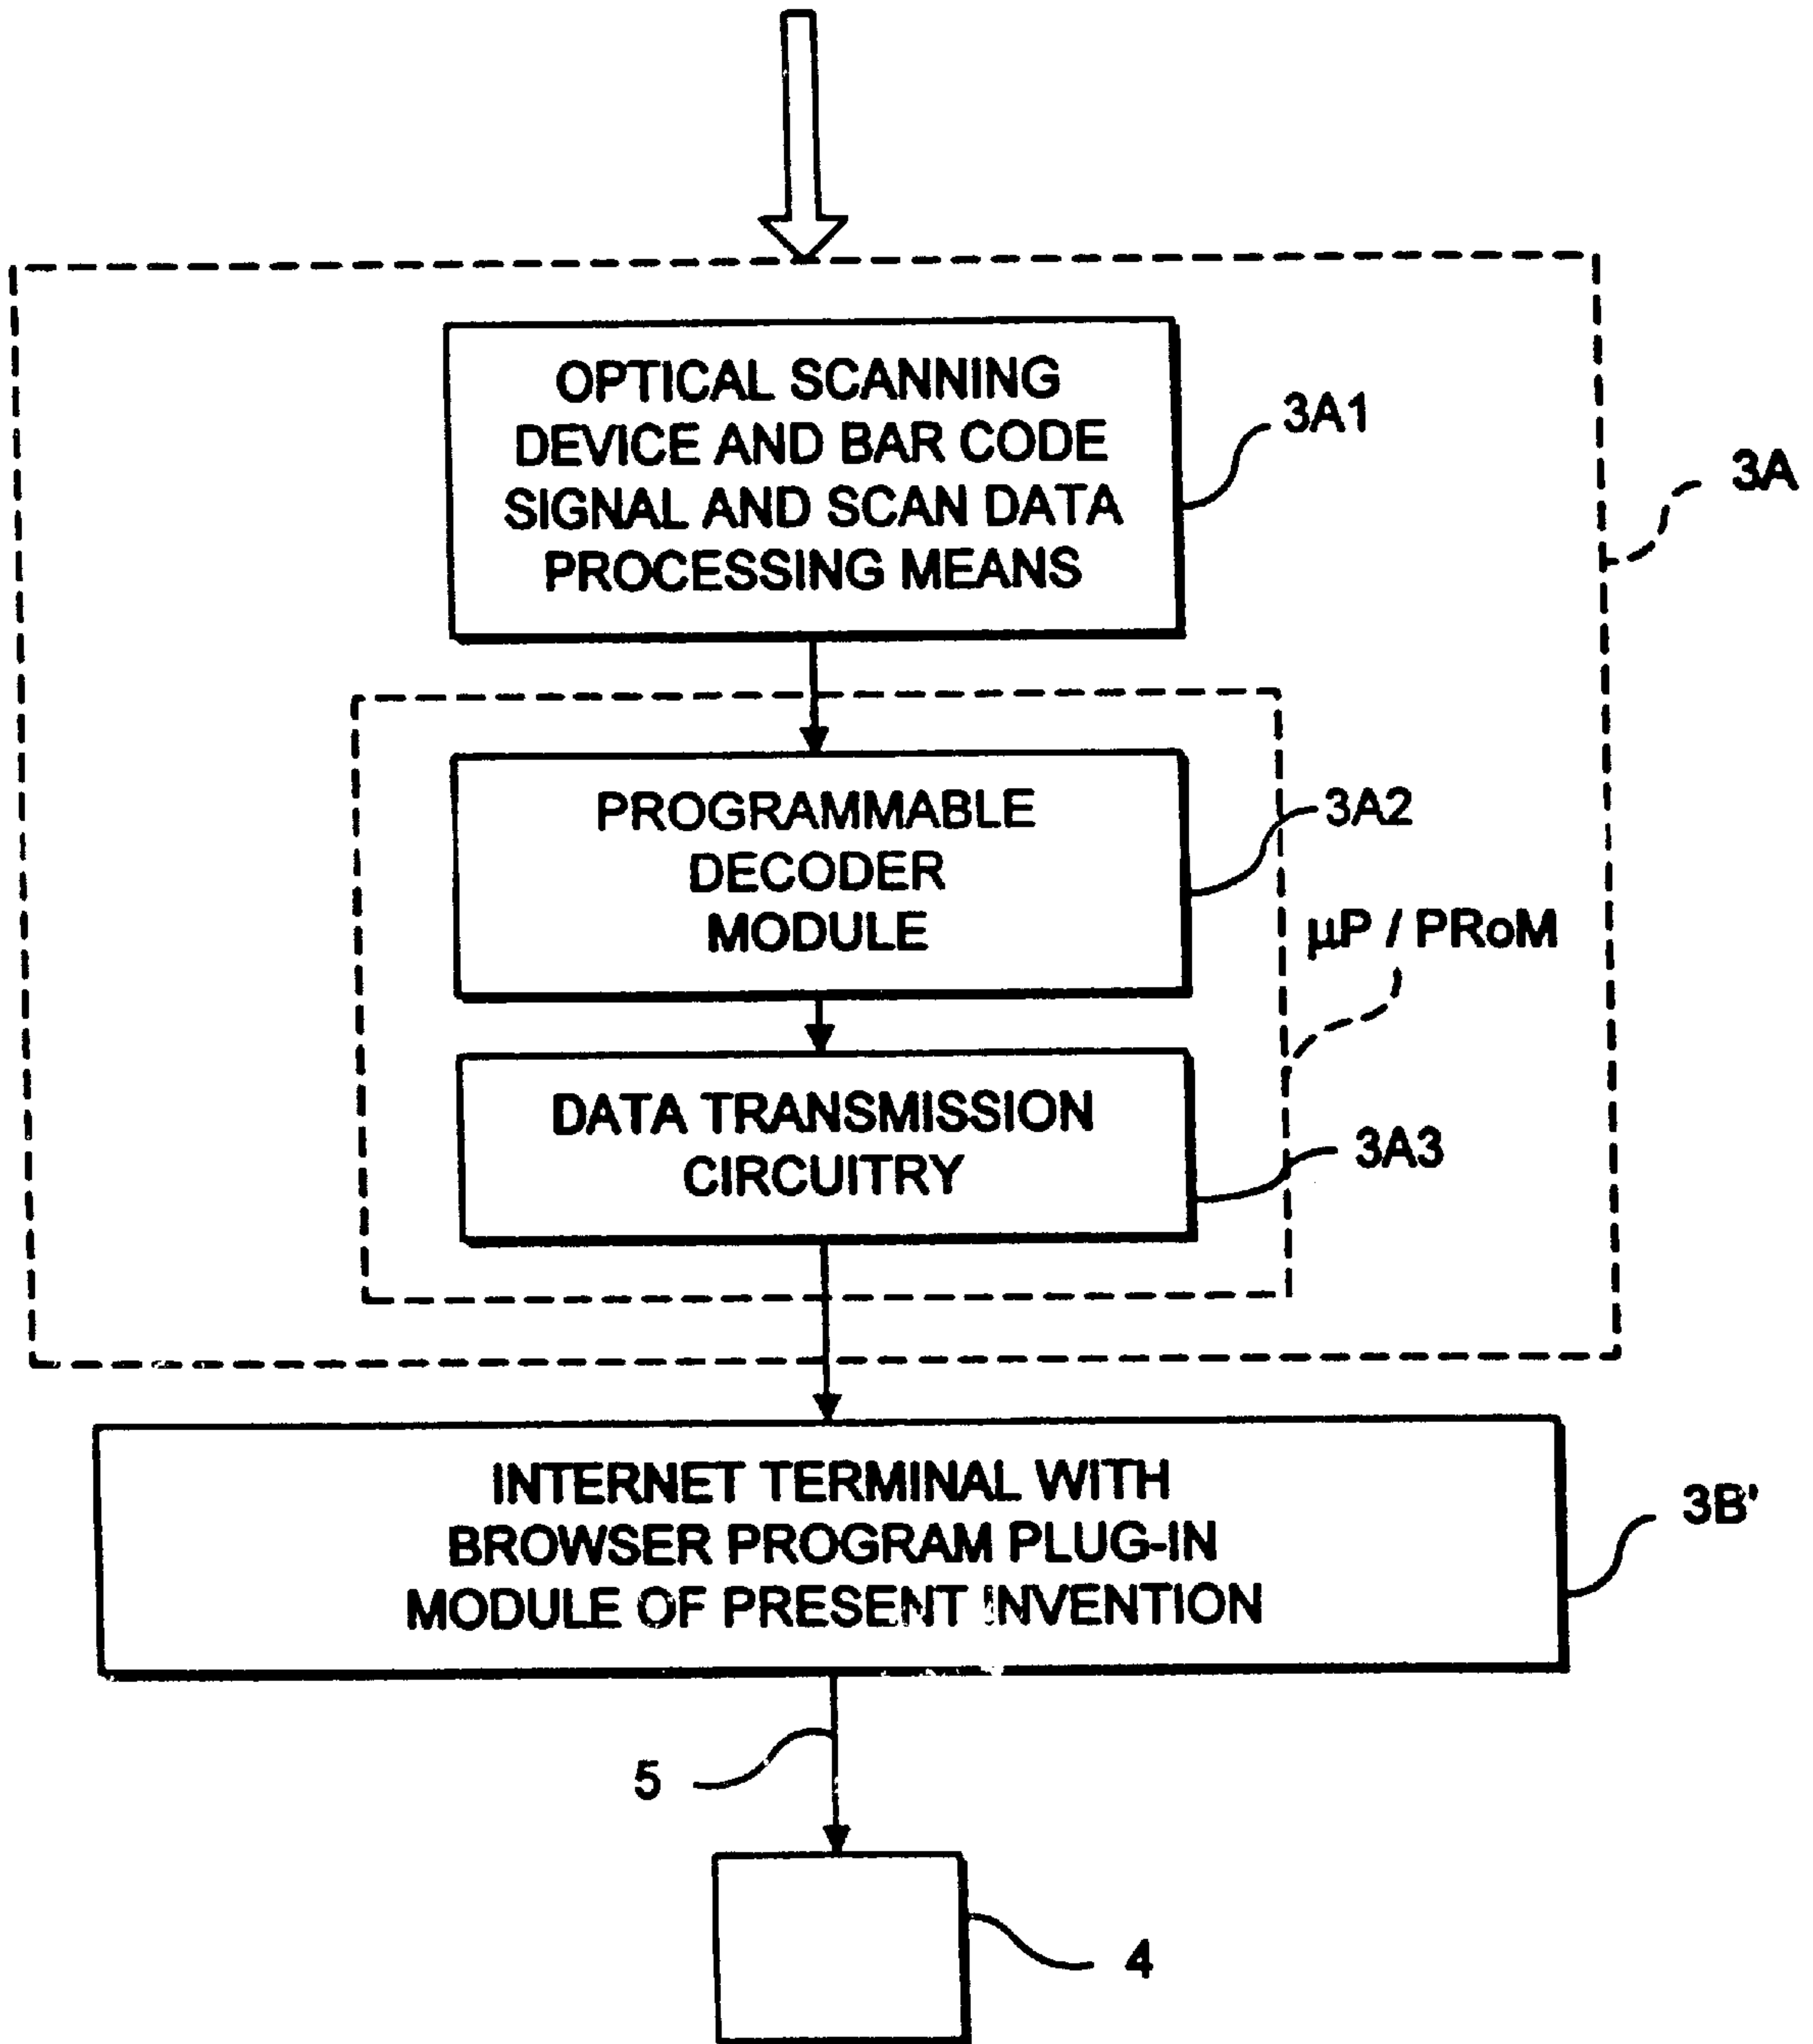 OPTICAL SCANNING
DEVICE AND BAR CODE
SIGNAL AND SCAN DATA
PROCESSING MEANS
3A1
3A
PROGRAMMABLE
DECODER
MODULE
3A2
µP / PRoM
DATA TRANSMISSION
CIRCUITRY
3A3
INTERNET TERMINAL WITH
BROWSER PROGRAM PLUG-IN
MODULE OF PRESENT INVENTION
3B'
5
4